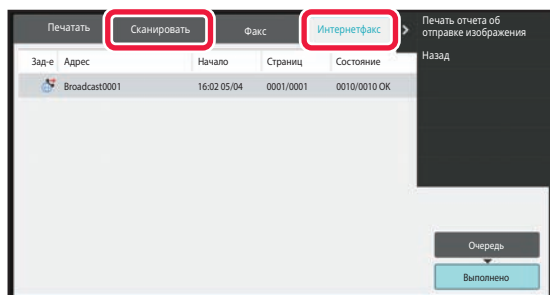 Печатать Сканировать Факс Интернетфакс
Печать отчета об
отправке изображения
Назад
Зад-е Адрес Начало Страниц Состояние
Broadcast0001 16:02 05/04 0001/0001 0010/0010 OK
Очередь
Выполнено